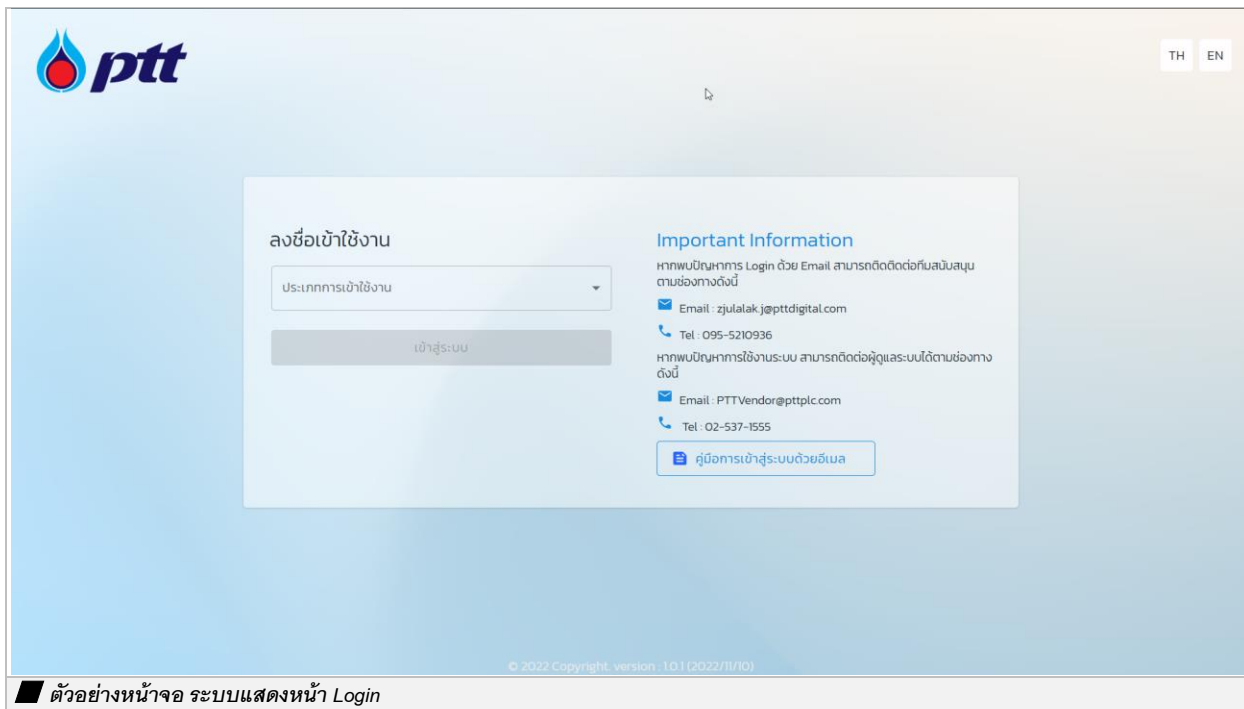 ptt
TH EN
ลงชื่อเข้าใช้งาน
ประเภทการเข้าใช้งาน
เข้าสู่ระบบ
Important Information
หากพบปัญหาการ Login ด้วย Email สามารถติดติดต่อทีมสนับสนุน
ตามช่องทางดังนี้
Email : zjulalak.j@pttdigital.com
Tel : 095-5210936
หากพบปัญหาการใช้งานระบบ สามารถติดต่อผู้ดูแลระบบได้ตามช่องทาง
ดังนี้
Email : PTTVendor@pttplc.com
Tel : 02-537-1555
คู่มือการเข้าสู่ระบบด้วยอีเมล
© 2022 Copyright. version : 1.0.1 (2022/11/10)
ตัวอย่างหน้าจอ ระบบแสดงหน้า Login